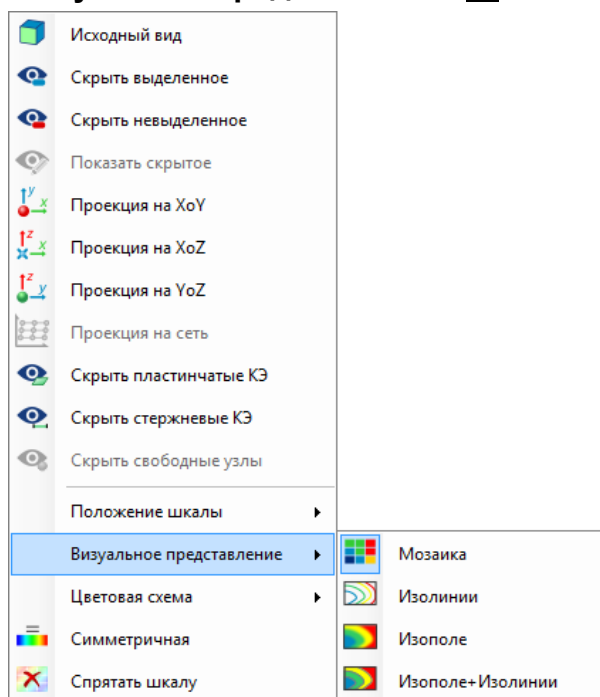 Исходный вид
Скрыть выделенное
Скрыть невыделенное
Показать скрытое
Проекция на XoY
Проекция на XoZ
Проекция на YoZ
Проекция на сеть
Скрыть пластинчатые КЭ
Скрыть стержневые КЭ
Скрыть свободные узлы
Положение шкалы
Визуальное представление
Мозаика
Цветовая схема
Изолинии
Симметричная
Изополе
Спрятать шкалу
Изополе+Изолинии